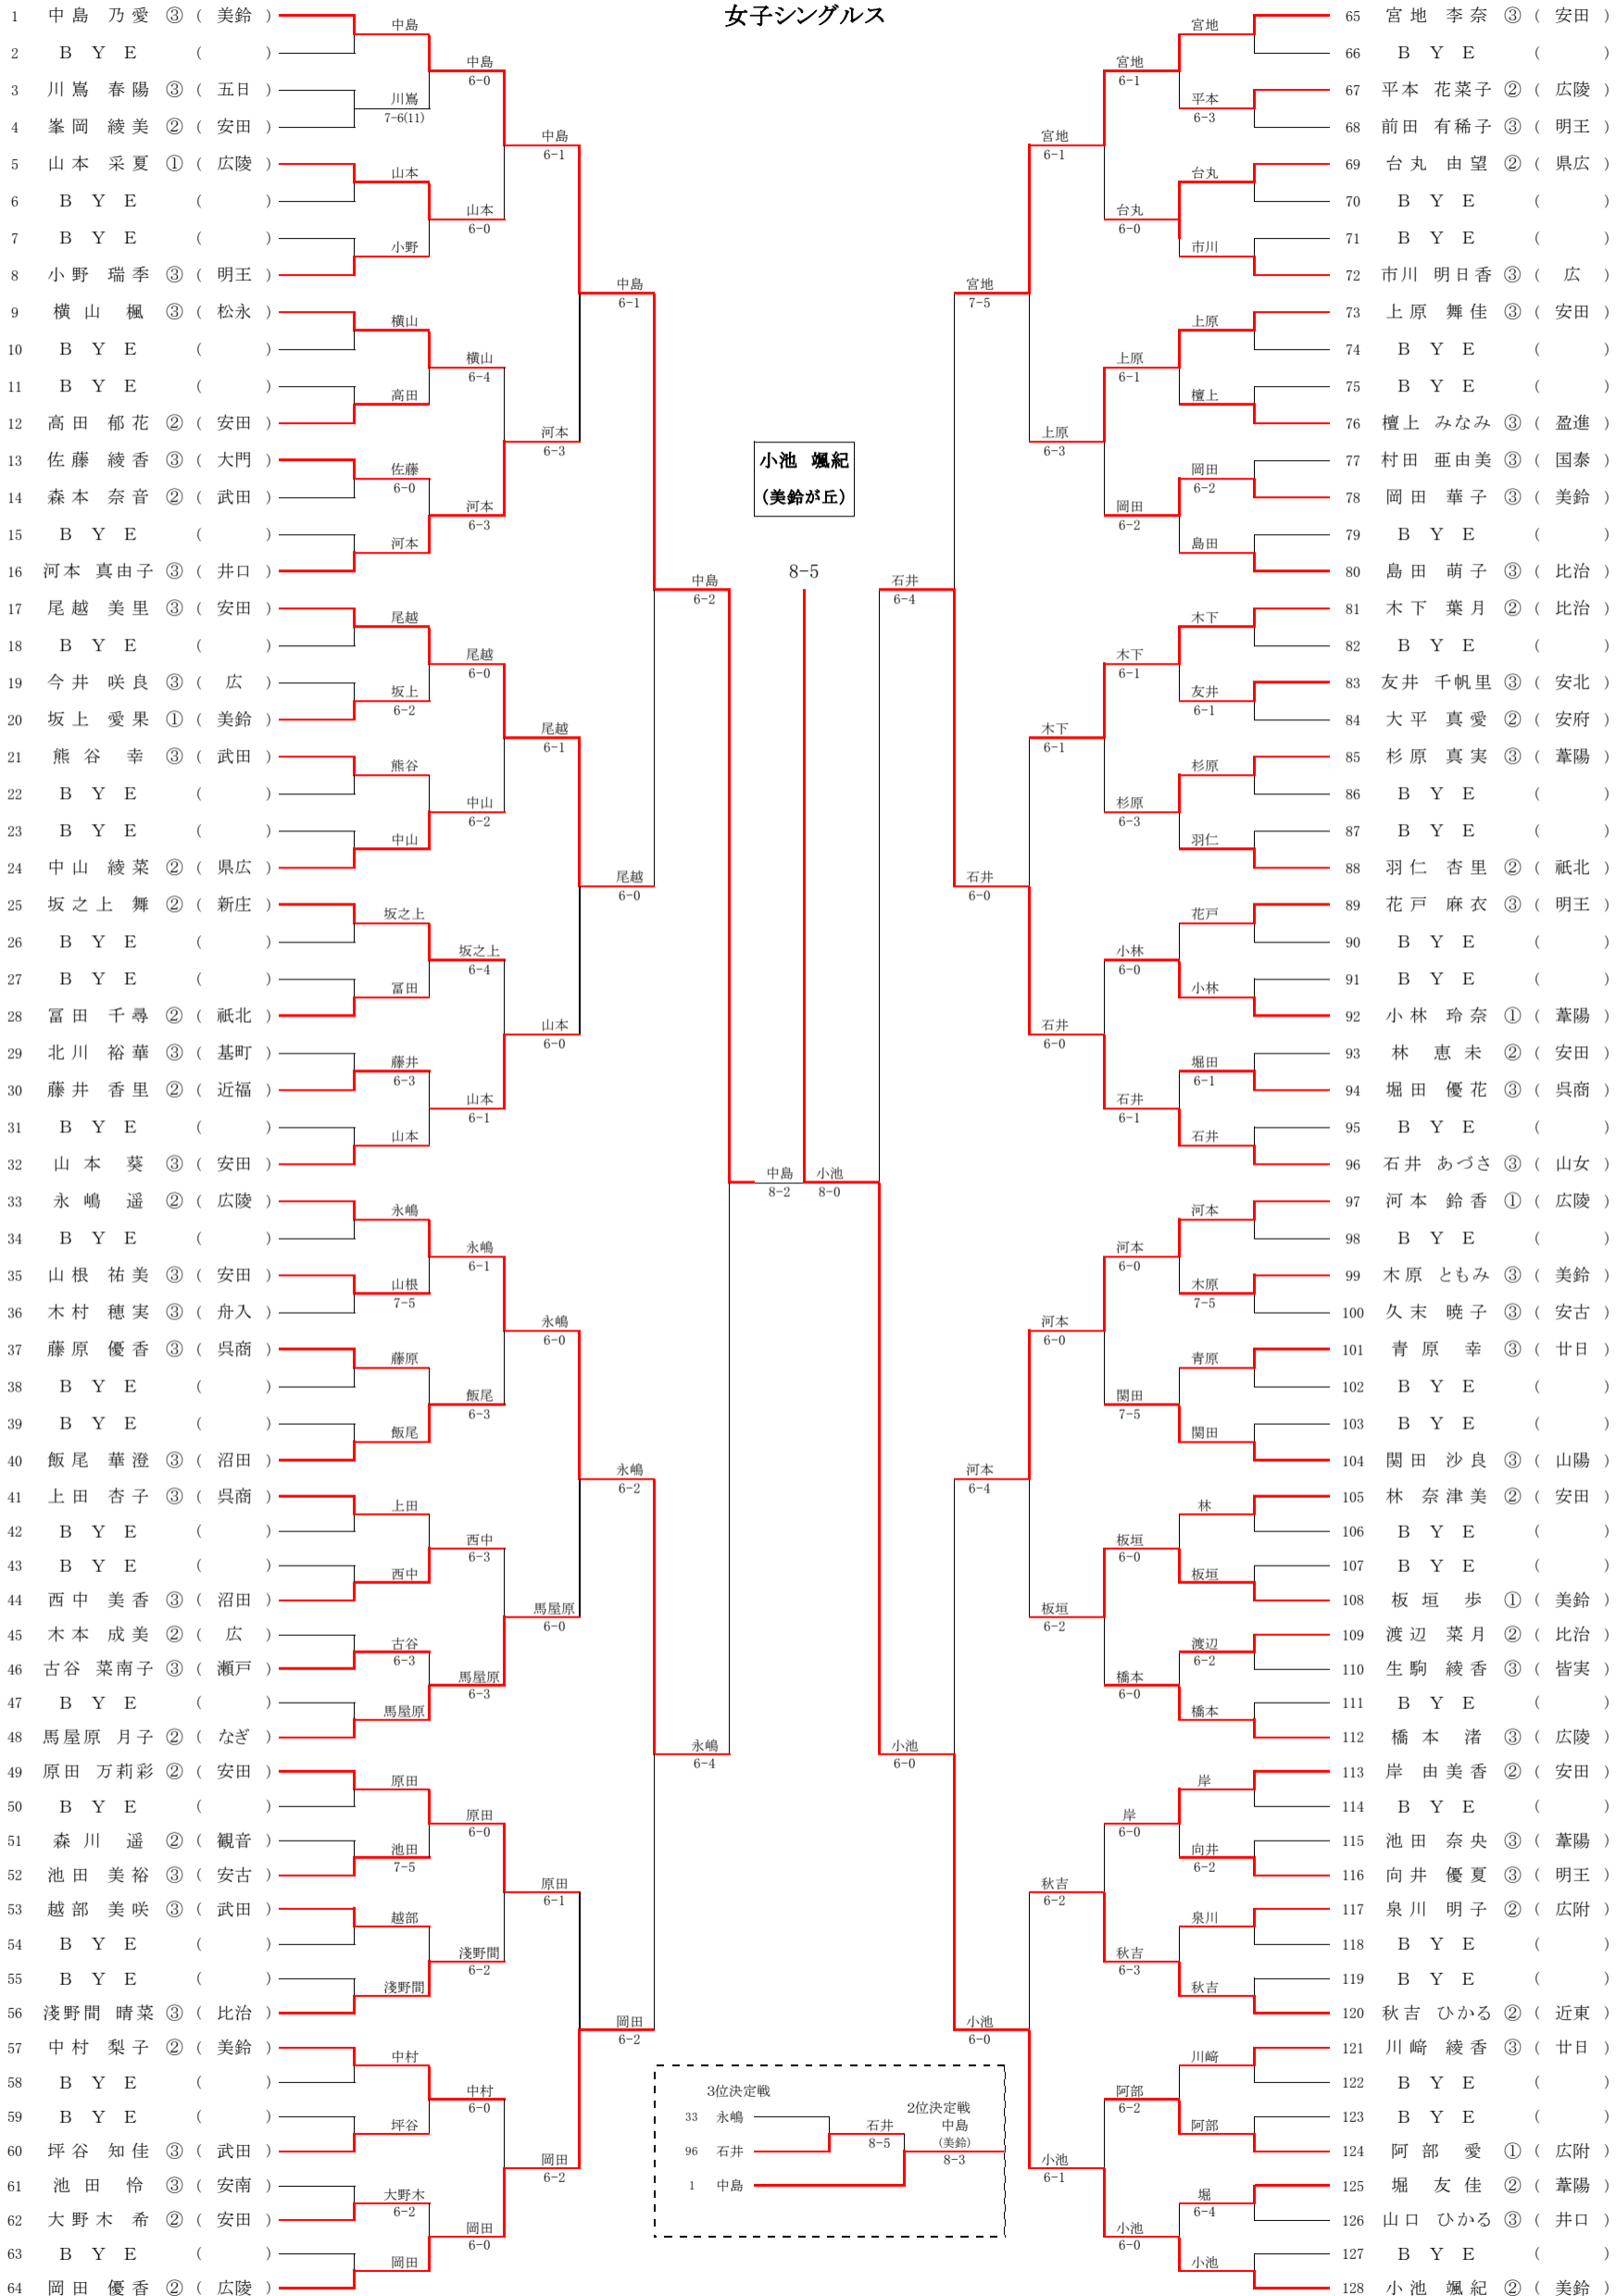 女子シングルス
1 中島 乃愛 ③ ( 美鈴 )
2 B Y E ( )
3 川嶌 春陽 ③ ( 五日 )
4 峯岡 綾美 ② ( 安田 )
5 山本 采夏 ① ( 広陵 )
6 B Y E ( )
7 B Y E ( )
8 小野 瑞季 ③ ( 明王 )
9 横山 楓 ③ ( 松永 )
10 B Y E ( )
11 B Y E ( )
12 高田 郁花 ② ( 安田 )
13 佐藤 綾香 ③ ( 大門 )
14 森本 奈音 ② ( 武田 )
15 B Y E ( )
16 河本 真由子 ③ ( 井口 )
17 尾越 美里 ③ ( 安田 )
18 B Y E ( )
19 今井 咲良 ③ ( 広 )
20 坂上 愛果 ① ( 美鈴 )
21 熊谷 幸 ③ ( 武田 )
22 B Y E ( )
23 B Y E ( )
24 中山 綾菜 ② ( 県広 )
25 坂之上 舞 ② ( 新庄 )
26 B Y E ( )
27 B Y E ( )
28 冨田 千尋 ② ( 祇北 )
29 北川 裕華 ③ ( 基町 )
30 藤井 香里 ② ( 近福 )
31 B Y E ( )
32 山本 葵 ③ ( 安田 )
33 永嶋 遥 ② ( 広陵 )
34 B Y E ( )
35 山根 祐美 ③ ( 安田 )
36 木村 穂実 ③ ( 舟入 )
37 藤原 優香 ③ ( 呉商 )
38 B Y E ( )
39 B Y E ( )
40 飯尾 華澄 ③ ( 沼田 )
41 上田 杏子 ③ ( 呉商 )
42 B Y E ( )
43 B Y E ( )
44 西中 美香 ③ ( 沼田 )
45 木本 成美 ② ( 広 )
46 古谷 菜南子 ③ ( 瀬戸 )
47 B Y E ( )
48 馬屋原 月子 ② ( なぎ )
49 原田 万莉彩 ② ( 安田 )
50 B Y E ( )
51 森川 遥 ② ( 観音 )
52 池田 美裕 ③ ( 安古 )
53 越部 美咲 ③ ( 武田 )
54 B Y E ( )
55 B Y E ( )
56 淺野間 晴菜 ③ ( 比治 )
57 中村 梨子 ② ( 美鈴 )
58 B Y E ( )
59 B Y E ( )
60 坪谷 知佳 ③ ( 武田 )
61 池田 怜 ③ ( 安南 )
62 大野木 希 ② ( 安田 )
63 B Y E ( )
64 岡田 優香 ② ( 広陵 )
中島
川嶌
7-6(11)
山本
小野
横山
高田
佐藤
6-0
河本
尾越
坂上
6-2
熊谷
中山
坂之上
冨田
藤井
6-3
山本
永嶋
山根
7-5
藤原
飯尾
上田
西中
古谷
6-3
馬屋原
原田
池田
7-5
越部
淺野間
中村
坪谷
大野木
6-2
岡田
中島
6-0
山本
6-0
横山
6-4
河本
6-3
尾越
6-0
中山
6-2
坂之上
6-4
山本
6-1
永嶋
6-1
飯尾
6-3
西中
6-3
馬屋原
6-3
原田
6-0
淺野間
6-2
中村
6-0
岡田
6-0
中島
6-1
河本
6-3
尾越
6-1
山本
6-0
永嶋
6-0
馬屋原
6-0
原田
6-1
岡田
6-2
中島
6-1
尾越
6-0
永嶋
6-2
岡田
6-2
中島
6-2
永嶋
6-4
中島
8-2
小池 颯紀
(美鈴が丘)
8-5
小池
8-0
石井
6-4
小池
6-0
宮地
7-5
石井
6-0
河本
6-4
小池
6-0
宮地
6-1
上原
6-3
木下
6-1
石井
6-0
河本
6-0
板垣
6-2
秋吉
6-2
小池
6-1
宮地
6-1
台丸
6-0
上原
6-1
岡田
6-2
木下
6-1
杉原
6-3
小林
6-0
石井
6-1
河本
6-0
関田
7-5
板垣
6-0
橋本
6-0
岸
6-0
秋吉
6-3
阿部
6-2
小池
6-0
宮地
平本
6-3
台丸
市川
上原
檀上
岡田
6-2
島田
木下
友井
6-1
杉原
羽仁
花戸
小林
堀田
6-1
石井
河本
木原
7-5
青原
関田
林
板垣
渡辺
6-2
橋本
岸
向井
6-2
泉川
秋吉
川﨑
阿部
堀
6-4
小池
65 宮地 李奈 ③ ( 安田 )
66 B Y E ( )
67 平本 花菜子 ② ( 広陵 )
68 前田 有稀子 ③ ( 明王 )
69 台丸 由望 ② ( 県広 )
70 B Y E ( )
71 B Y E ( )
72 市川 明日香 ③ ( 広 )
73 上原 舞佳 ③ ( 安田 )
74 B Y E ( )
75 B Y E ( )
76 檀上 みなみ ③ ( 盈進 )
77 村田 亜由美 ③ ( 国泰 )
78 岡田 華子 ③ ( 美鈴 )
79 B Y E ( )
80 島田 萌子 ③ ( 比治 )
81 木下 葉月 ② ( 比治 )
82 B Y E ( )
83 友井 千帆里 ③ ( 安北 )
84 大平 真愛 ② ( 安府 )
85 杉原 真実 ③ ( 葦陽 )
86 B Y E ( )
87 B Y E ( )
88 羽仁 杏里 ② ( 祇北 )
89 花戸 麻衣 ③ ( 明王 )
90 B Y E ( )
91 B Y E ( )
92 小林 玲奈 ① ( 葦陽 )
93 林 恵未 ② ( 安田 )
94 堀田 優花 ③ ( 呉商 )
95 B Y E ( )
96 石井 あづさ ③ ( 山女 )
97 河本 鈴香 ① ( 広陵 )
98 B Y E ( )
99 木原 ともみ ③ ( 美鈴 )
100 久末 暁子 ③ ( 安古 )
101 青原 幸 ③ ( 廿日 )
102 B Y E ( )
103 B Y E ( )
104 関田 沙良 ③ ( 山陽 )
105 林 奈津美 ② ( 安田 )
106 B Y E ( )
107 B Y E ( )
108 板垣 歩 ① ( 美鈴 )
109 渡辺 菜月 ② ( 比治 )
110 生駒 綾香 ③ ( 皆実 )
111 B Y E ( )
112 橋本 渚 ③ ( 広陵 )
113 岸 由美香 ② ( 安田 )
114 B Y E ( )
115 池田 奈央 ③ ( 葦陽 )
116 向井 優夏 ③ ( 明王 )
117 泉川 明子 ② ( 広附 )
118 B Y E ( )
119 B Y E ( )
120 秋吉 ひかる ② ( 近東 )
121 川﨑 綾香 ③ ( 廿日 )
122 B Y E ( )
123 B Y E ( )
124 阿部 愛 ① ( 広附 )
125 堀 友佳 ② ( 葦陽 )
126 山口 ひかる ③ ( 井口 )
127 B Y E ( )
128 小池 颯紀 ② ( 美鈴 )
3位決定戦
33 永嶋
96 石井
1 中島
石井
8-5
2位決定戦
中島
(美鈴)
8-3